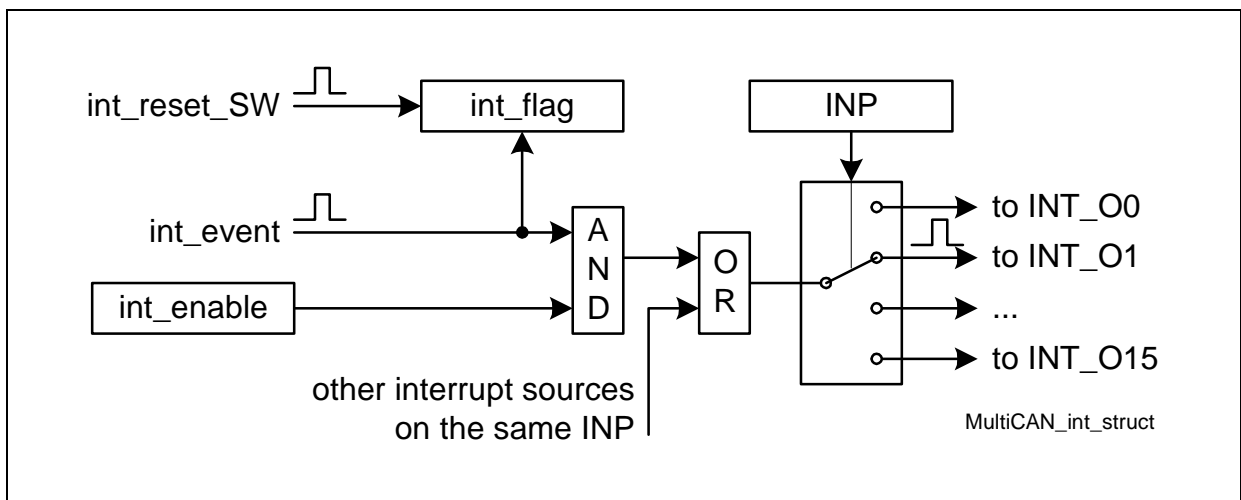 int_reset_SW
int_flag
INP
to INT_O0
int_event
A
N
D
O
R
to INT_O1
int_enable
...
to INT_O15
other interrupt sources
on the same INP
MultiCAN_int_struct